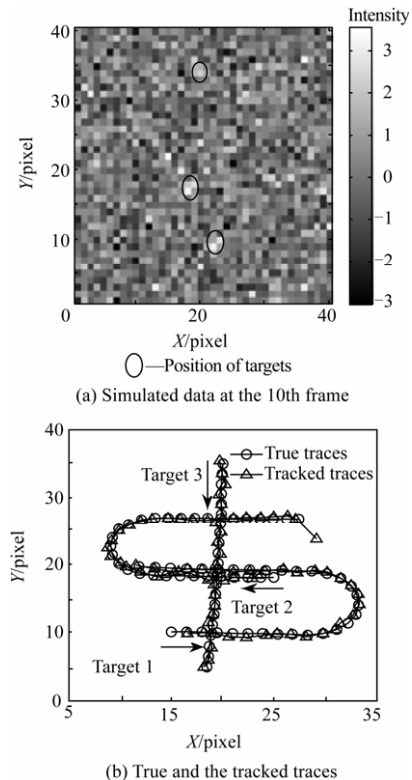 Intensity
40
30
20
10
0
20
40
Y/pixel
X/pixel
3
2
1
0
−1
−2
−3
—Position of targets
(a) Simulated data at the 10th frame
40
30
20
10
0
5
15
25
35
Y/pixel
X/pixel
True traces
Tracked traces
Target 3
Target 2
Target 1
(b) True and the tracked traces